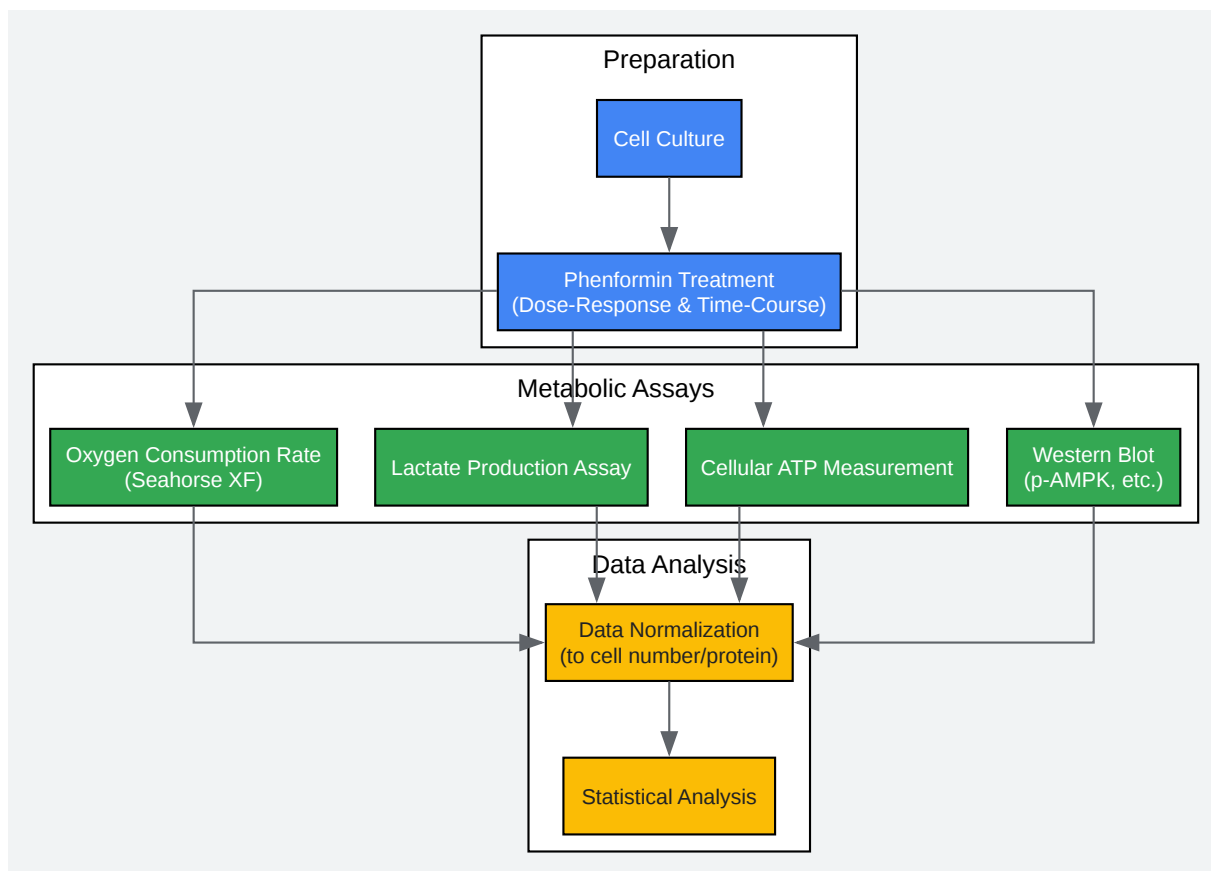 Preparation
Cell Culture
Phenformin Treatment
(Dose-Response & Time-Course)
Metabolic Assays
Oxygen Consumption Rate
(Seahorse XF)
Lactate Production Assay
Cellular ATP Measurement
Western Blot
(p-AMPK, etc.)
Data Analysis
Data Normalization
(to cell number/protein)
Statistical Analysis